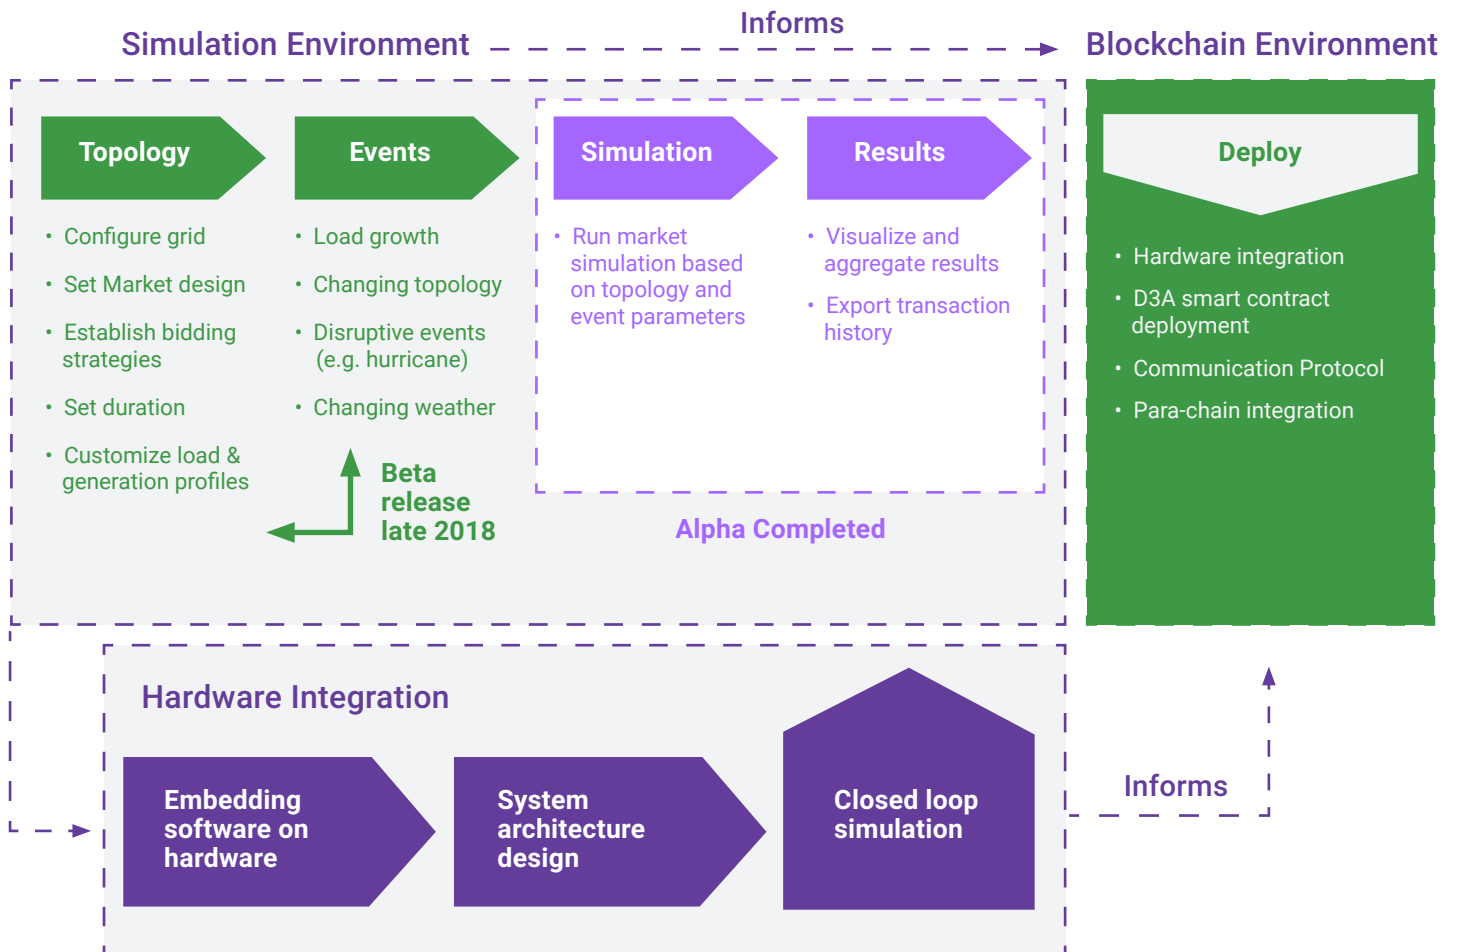 Informs
Simulation Environment
Blockchain Environment
Topology
• Configure grid
• Set Market design
• Establish bidding
strategies
• Set duration
• Customize load &
generation profiles
Events
• Load growth
• Changing topology
• Disruptive events
(e.g. hurricane)
• Changing weather
Beta
release
late 2018
Simulation
• Run market
simulation based
on topology and
event parameters
Results
• Visualize and
aggregate results
• Export transaction
history
Alpha Completed
Deploy
• Hardware integration
• D3A smart contract
deployment
• Communication Protocol
• Para-chain integration
Hardware Integration
Embedding
software on
hardware
System
architecture
design
Closed loop
simulation
Informs